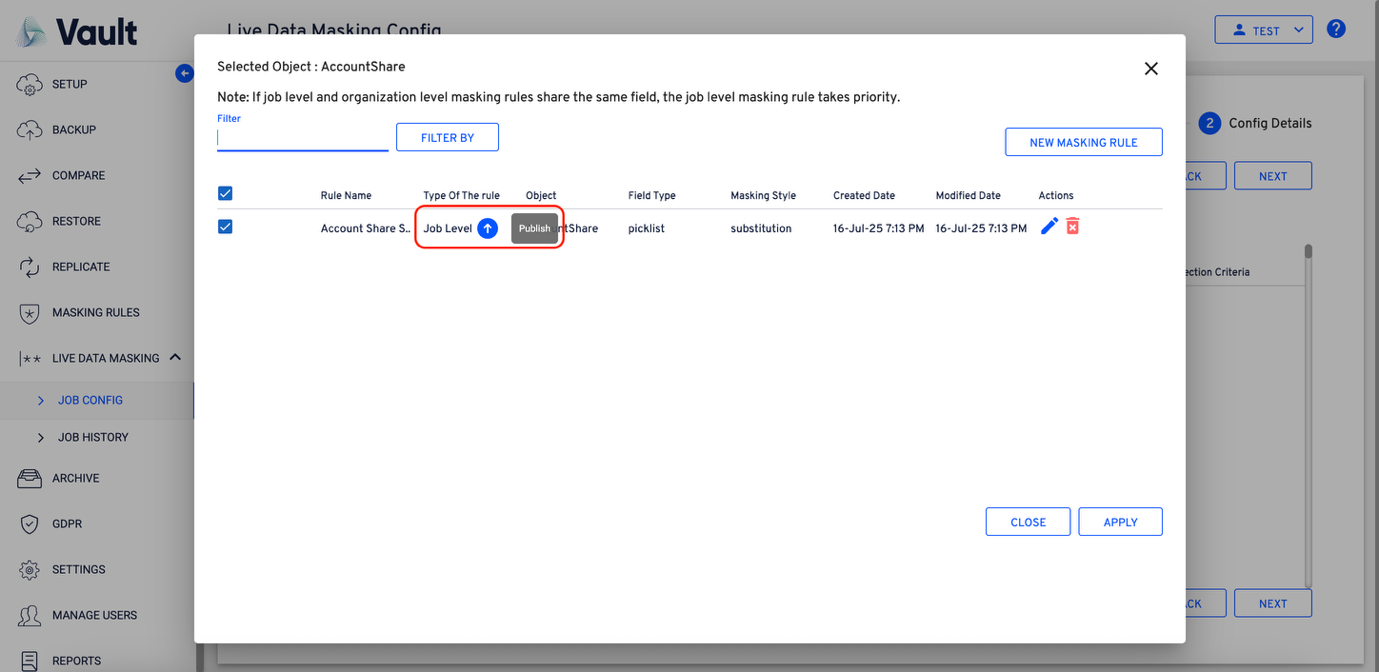 Vault
Live Data Masking Config
TEST
?
SETUP
BACKUP
COMPARE
RESTORE
REPLICATE
MASKING RULES
|** LIVE DATA MASKING
JOB CONFIG
JOB HISTORY
ARCHIVE
GDPR
SETTINGS
MANAGE USERS
REPORTS
Selected Object : AccountShare
Note: If job level and organization level masking rules share the same field, the job level masking rule takes priority.
Filter
FILTER BY
NEW MASKING RULE
Rule Name Type Of The rule Object Field Type Masking Style Created Date Modified Date Actions
Account Share S.. Job Level Publish ntShare picklist substitution 16-Jul-25 7:13 PM 16-Jul-25 7:13 PM
CLOSE APPLY
2 Config Details
CK NEXT
ection Criteria
CK NEXT